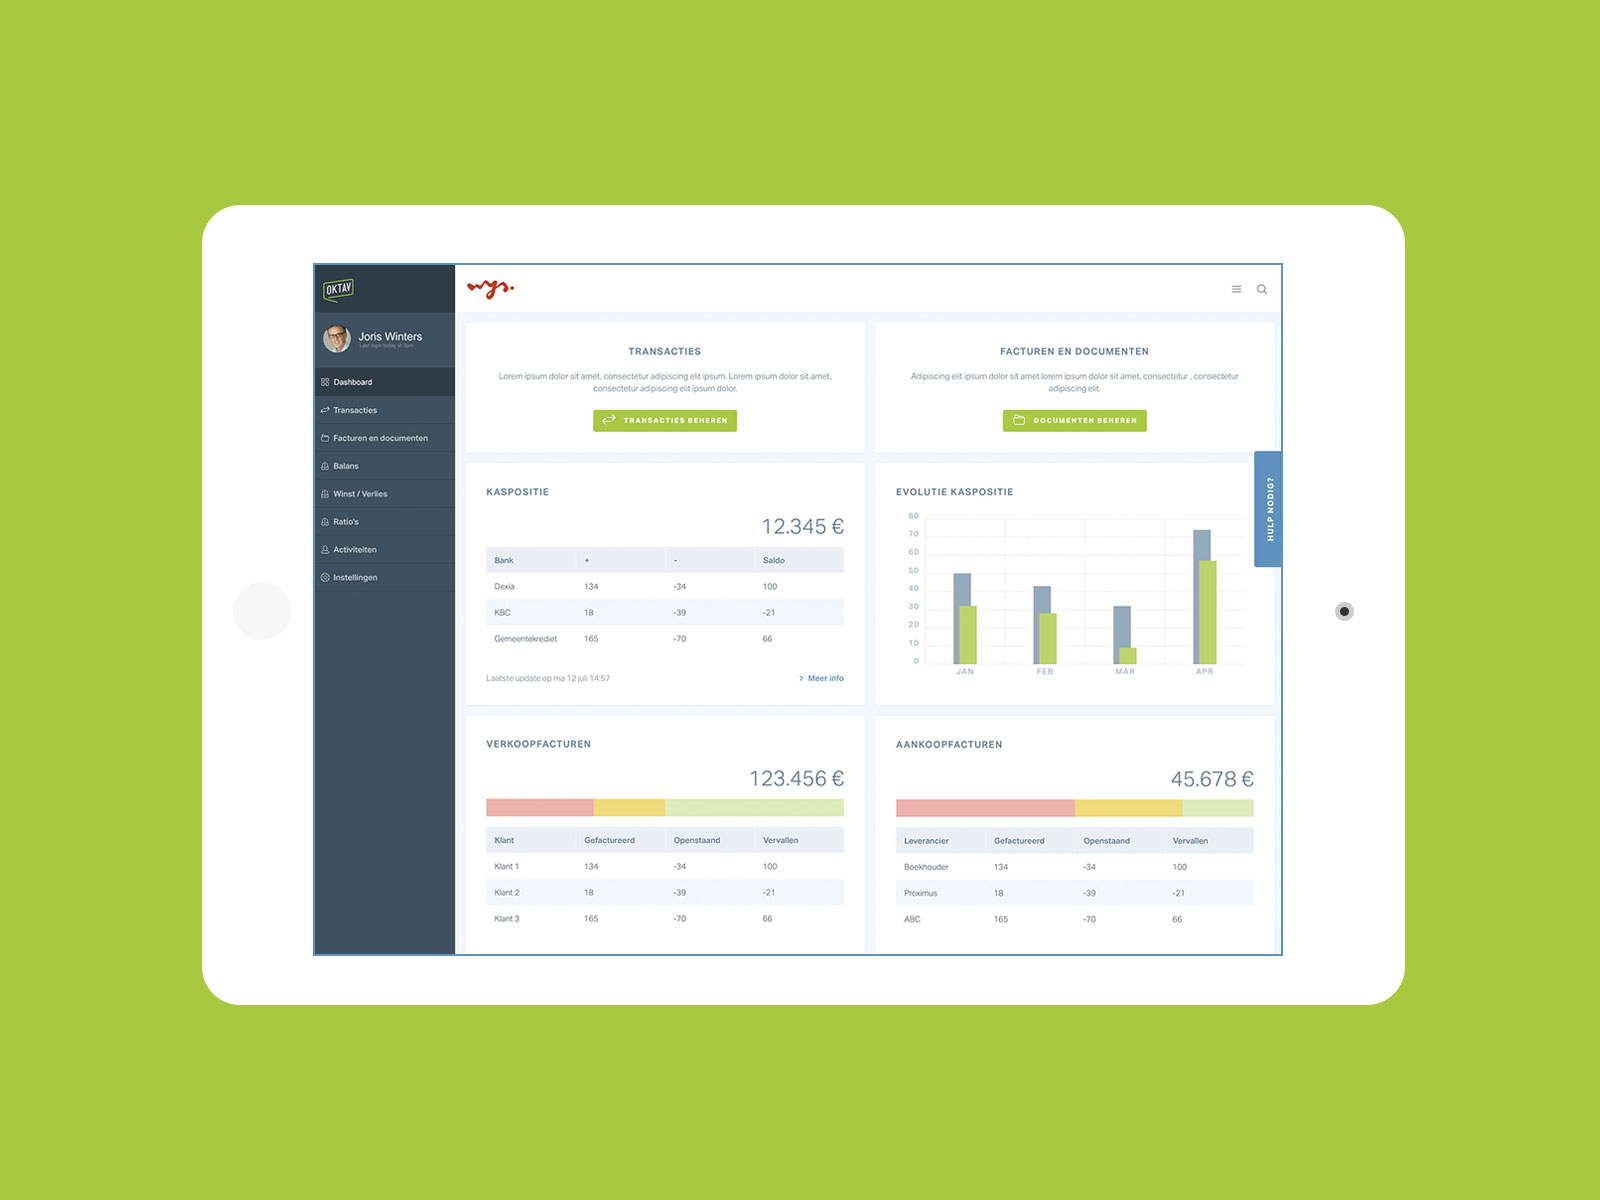 OKTAV
wys.
Joris Winters
Last login today at 3pm
Dashboard
Transacties
Facturen en documenten
Balans
Winst / Verlies
Ratio's
Activiteiten
Instellingen
TRANSACTIES
Lorem ipsum dolor sit amet, consectetur adipiscing elit ipsum. Lorem ipsum dolor sit amet,
consectetur adipiscing elit ipsum dolor.
TRANSACTIES BEHEREN
FACTUREN EN DOCUMENTEN
Adipiscing elit ipsum dolor sit amet lorem ipsum dolor sit amet, consectetur , consectetur
adipiscing elit.
DOCUMENTEN BEHEREN
HULP NODIG?
KASPOSITIE
12.345 €
Bank + - Saldo
Dexia 134 -34 100
KBC 18 -39 -21
Gemeentekrediet 165 -70 66
Laatste update op ma 12 juli 14:57
Meer info
EVOLUTIE KASPOSITIE
80
70
60
50
40
30
20
10
0
JAN FEB MAR APR
VERKOOPFACTUREN
123.456 €
Klant Gefactureerd Openstaand Vervallen
Klant 1 134 -34 100
Klant 2 18 -39 -21
Klant 3 165 -70 66
AANKOOPFACTUREN
45.678 €
Leverancier Gefactureerd Openstaand Vervallen
Boekhouder 134 -34 100
Proximus 18 -39 -21
ABC 165 -70 66